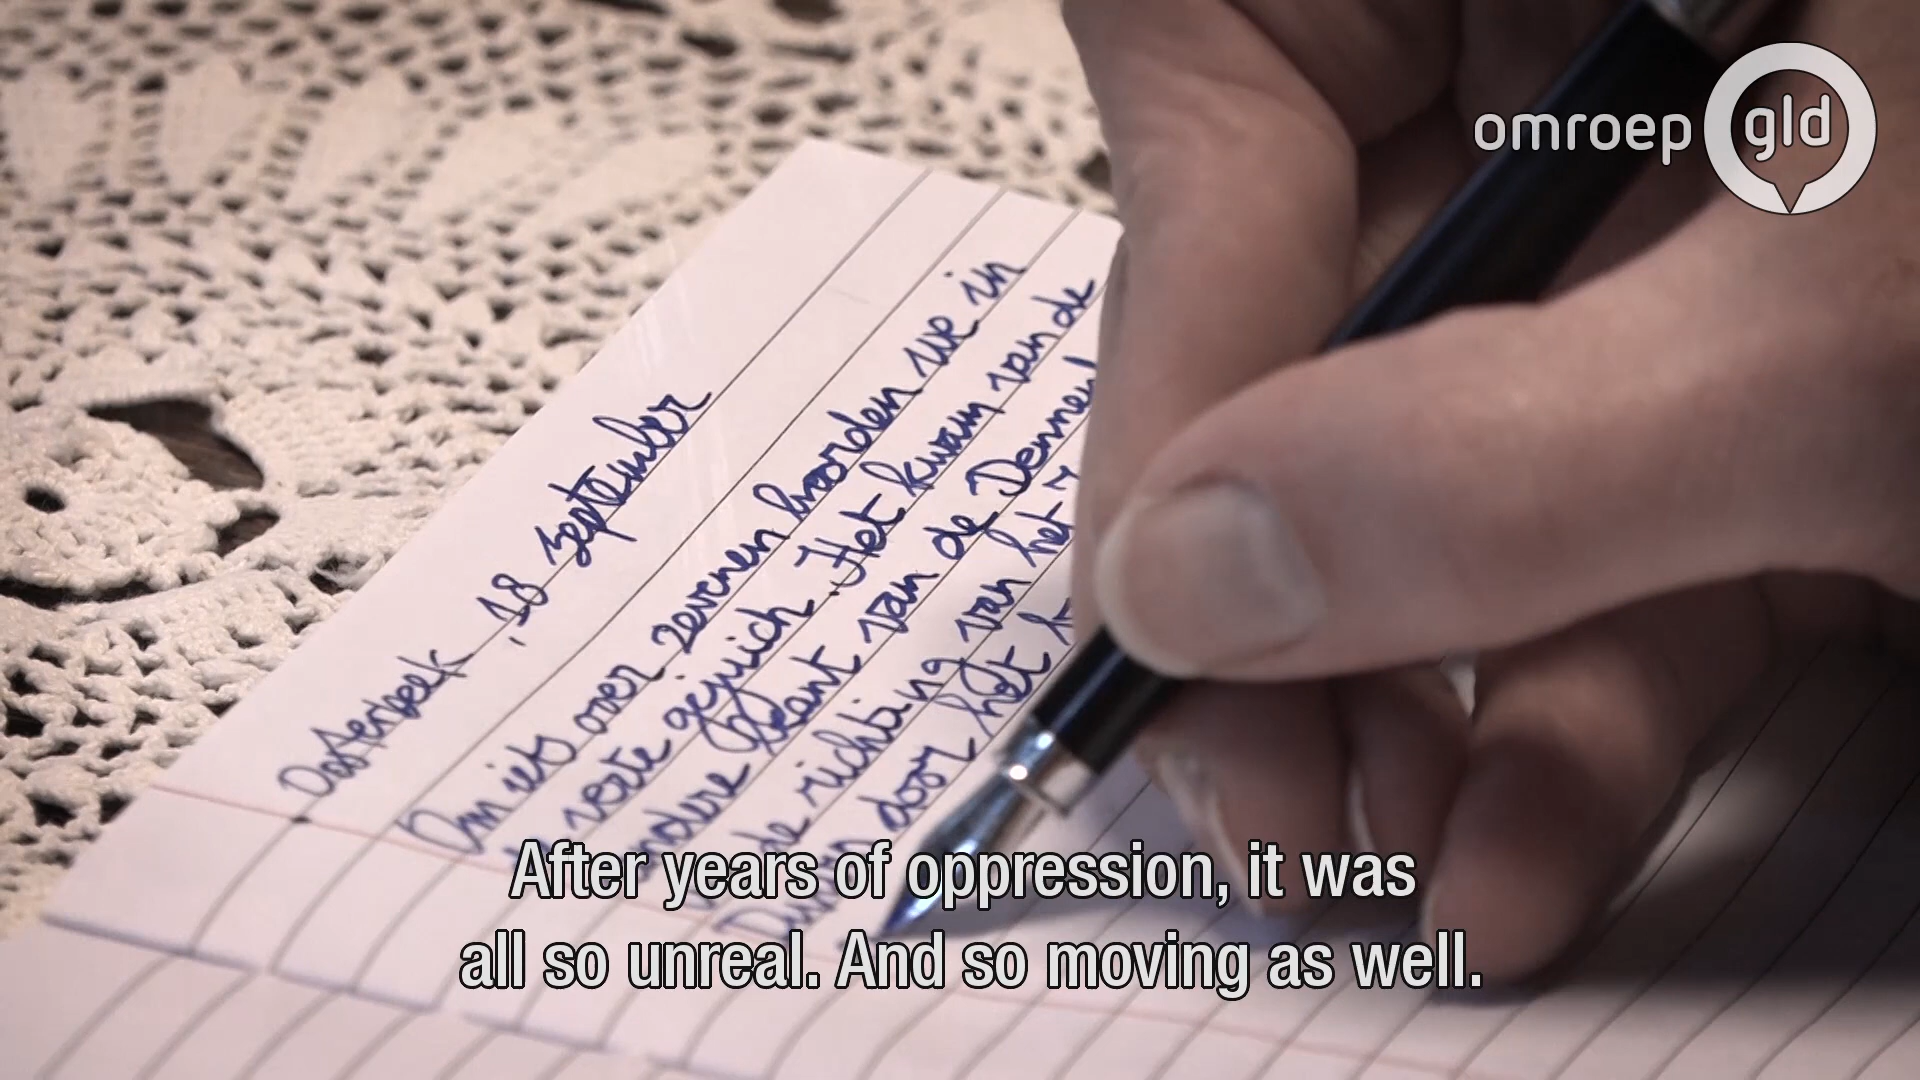 omroep gld
Oosterbeek, 18 september
Om iets over zevenen hoorden we in
verte gejuich. Het kwam van de
andere kant van de Dennen
de richting van het
door het
After years of oppression, it was
all so unreal. And so moving as well.